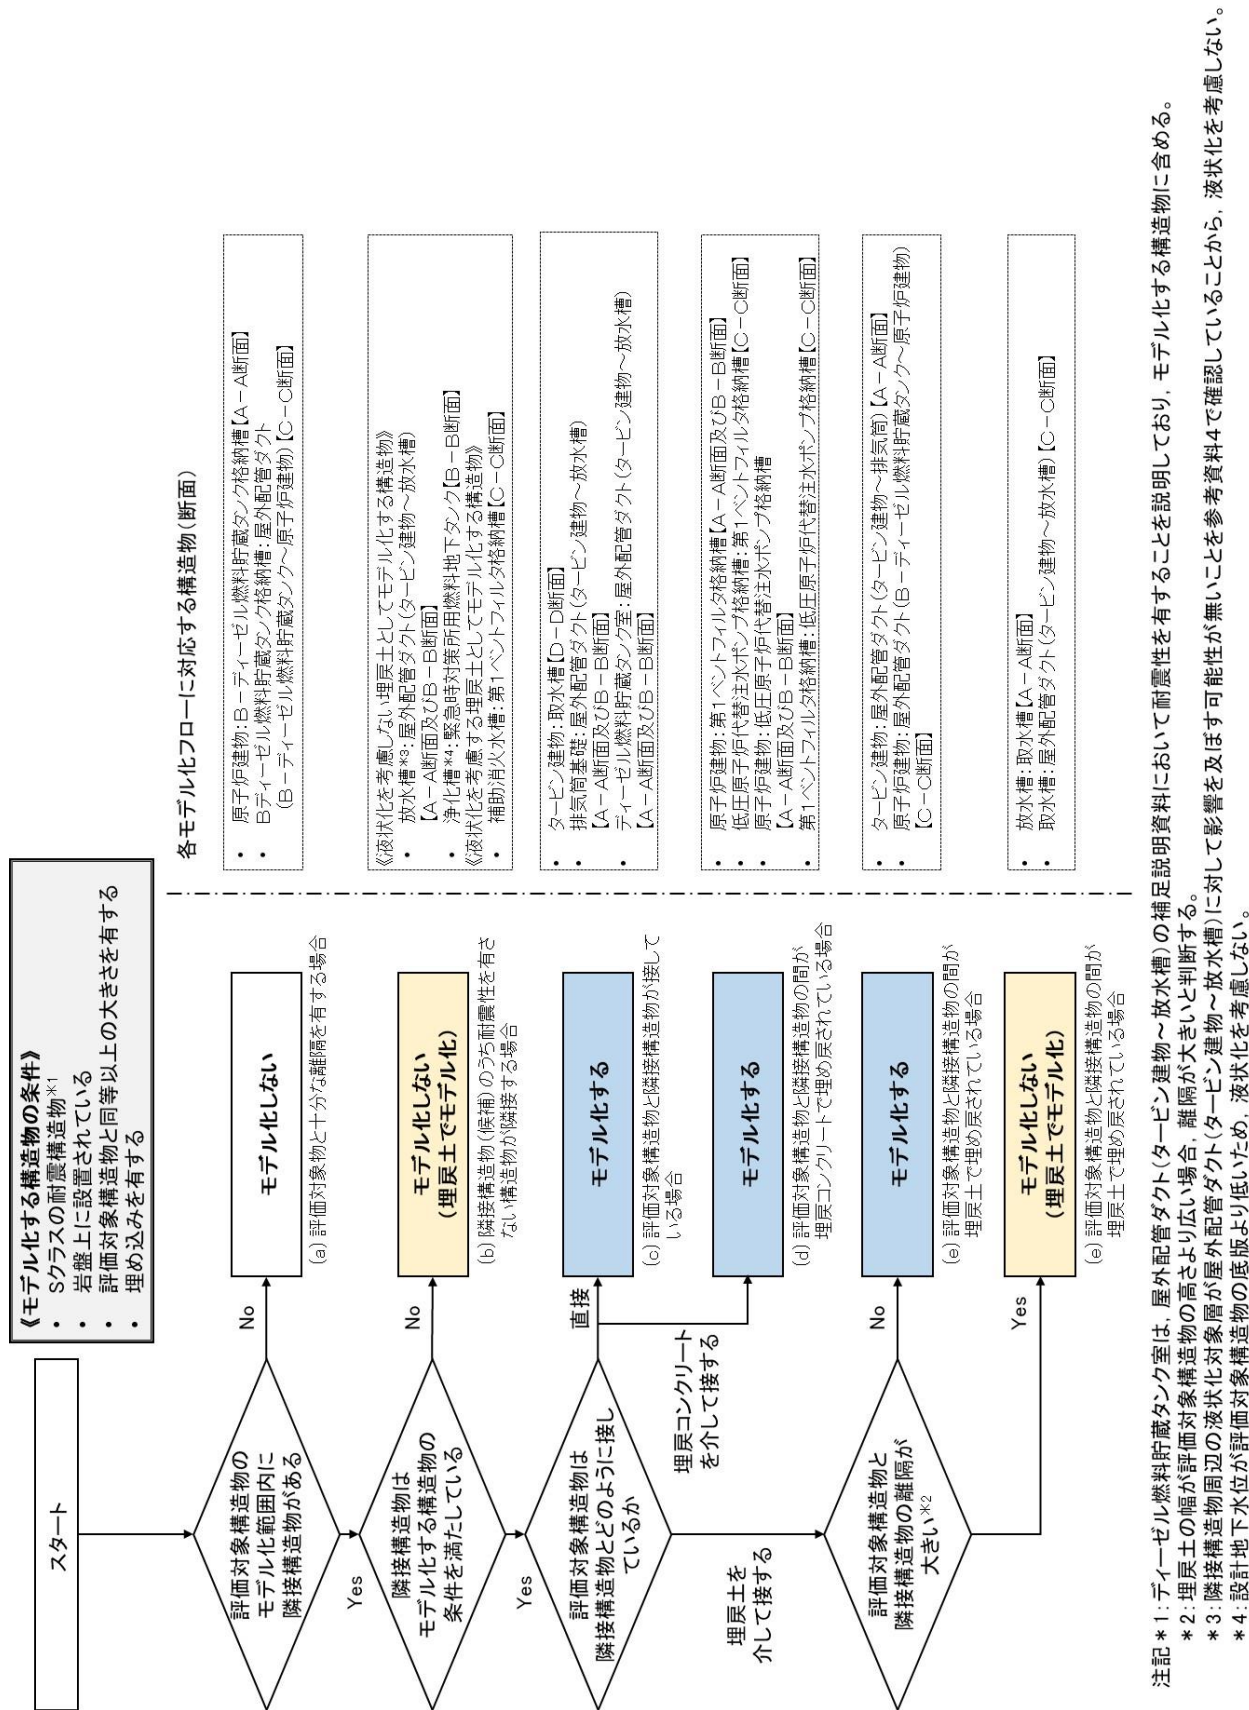 スタート
《モデル化する構造物の条件》
・ Sクラスの耐震構造物*1
・ 岩盤上に設置されている
・ 評価対象構造物と同等以上の大きさを有する
・ 埋め込みを有する
各モデル化フローに対応する構造物(断面)
評価対象構造物の
モデル化範囲内に
隣接構造物がある
No
モデル化しない
(a) 評価対象物と十分な離隔を有する場合
・ 原子炉建物:B-ディーゼル燃料貯蔵タンク格納槽【A-A断面】
・ Bディーゼル燃料貯蔵タンク格納槽:屋外配管ダクト
(B-ディーゼル燃料貯蔵タンク~原子炉建物)【C-C断面】
Yes
隣接構造物は
モデル化する構造物の
条件を満たしている
No
モデル化しない
(埋戻土でモデル化)
(b) 隣接構造物(候補)のうち耐震性を有さ
ない構造物が隣接する場合
《液状化を考慮しない埋戻土としてモデル化する構造物》
・ 放水槽*3:屋外配管ダクト(タービン建物~放水槽)
【A-A断面及びB-B断面】
・ 浄化槽*4:緊急時対策所用燃料地下タンク【B-B断面】
《液状化を考慮する埋戻土としてモデル化する構造物》
・ 補助消火水槽:第1ベントフィルタ格納槽【C-C断面】
Yes
評価対象構造物は
隣接構造物とどのように接し
ているか
直接
モデル化する
(c) 評価対象構造物と隣接構造物が接して
いる場合
・ タービン建物:取水槽【D-D断面】
・ 排気筒基礎:屋外配管ダクト(タービン建物~放水槽)
【A-A断面及びB-B断面】
・ ディーゼル燃料貯蔵タンク室:屋外配管ダクト(タービン建物~放水槽)
【A-A断面及びB-B断面】
埋戻コンクリート
を介して接する
モデル化する
(d) 評価対象構造物と隣接構造物の間が
埋戻コンクリートで埋め戻されている場合
・ 原子炉建物:第1ベントフィルタ格納槽【A-A断面及びB-B断面】
・ 低圧原子炉代替注水ポンプ格納槽:第1ベントフィルタ格納槽【C-C断面】
・ 原子炉建物:低圧原子炉代替注水ポンプ格納槽
【A-A断面及びB-B断面】
・ 第1ベントフィルタ格納槽:低圧原子炉代替注水ポンプ格納槽【C-C断面】
埋戻土を
介して接する
評価対象構造物と
隣接構造物の離隔が
大きい*2
No
モデル化する
(e) 評価対象構造物と隣接構造物の間が
埋戻土で埋め戻されている場合
・ タービン建物:屋外配管ダクト(タービン建物~排気筒)【A-A断面】
・ 原子炉建物:屋外配管ダクト(B-ディーゼル燃料貯蔵タンク~原子炉建物)
【C-C断面】
Yes
モデル化しない
(埋戻土でモデル化)
(e) 評価対象構造物と隣接構造物の間が
埋戻土で埋め戻されている場合
・ 放水槽:取水槽【A-A断面】
・ 取水槽:屋外配管ダクト(タービン建物~放水槽)【C-C断面】
注記*1:ディーゼル燃料貯蔵タンク室は,屋外配管ダクト(タービン建物~放水槽)の補足説明資料において耐震性を有することを説明しており,モデル化する構造物に含める。
*2:埋戻土の幅が評価対象構造物の高さより広い場合,離隔が大きいと判断する。
*3:隣接構造物周辺の液状化対象層が屋外配管ダクト(タービン建物~放水槽)に対して影響を及ぼす可能性が無いことを参考資料4で確認していることから,液状化を考慮しない。
*4:設計地下水位が評価対象構造物の底版より低いため,液状化を考慮しない。